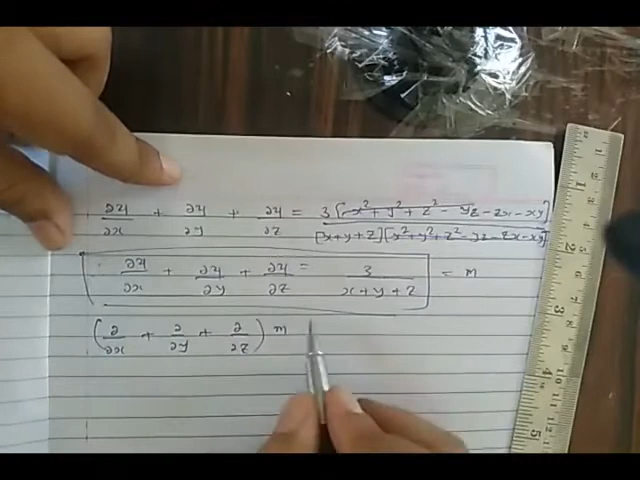 ∂u/∂x + ∂u/∂y + ∂u/∂z = 3[x² + y² + z² - yz - zx - xy] / [x+y+z][x²+y²+z²-yz-zx-xy]
∂u/∂x + ∂u/∂y + ∂u/∂z = 3 / x+y+z = m
(∂/∂x + ∂/∂y + ∂/∂z) m